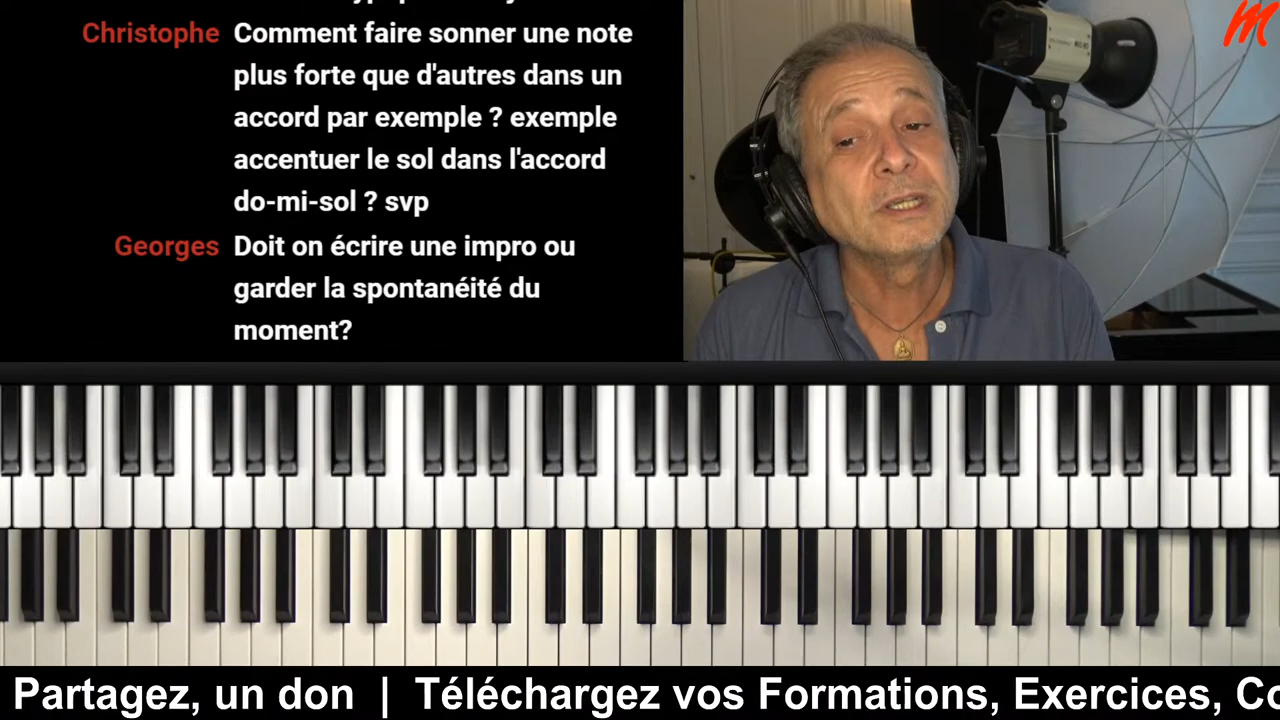 Christophe Comment faire sonner une note
plus forte que d'autres dans un
accord par exemple ? exemple
accentuer le sol dans l'accord
do-mi-sol ? svp
Georges Doit on écrire une impro ou
garder la spontanéité du
moment?
Partagez, un don | Téléchargez vos Formations, Exercices,